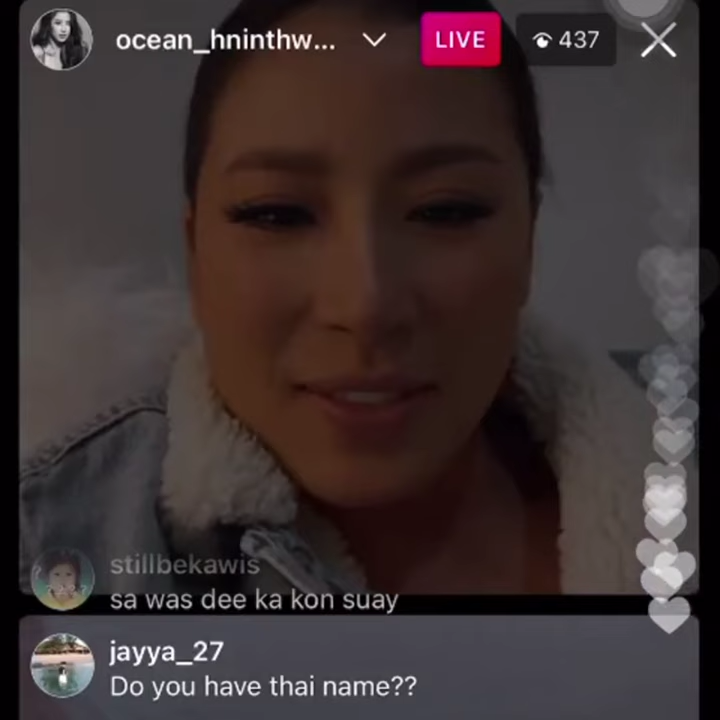 ocean_hninthw...
LIVE
437
stillbekawis
sa was dee ka kon suay
jayya_27
Do you have thai name??